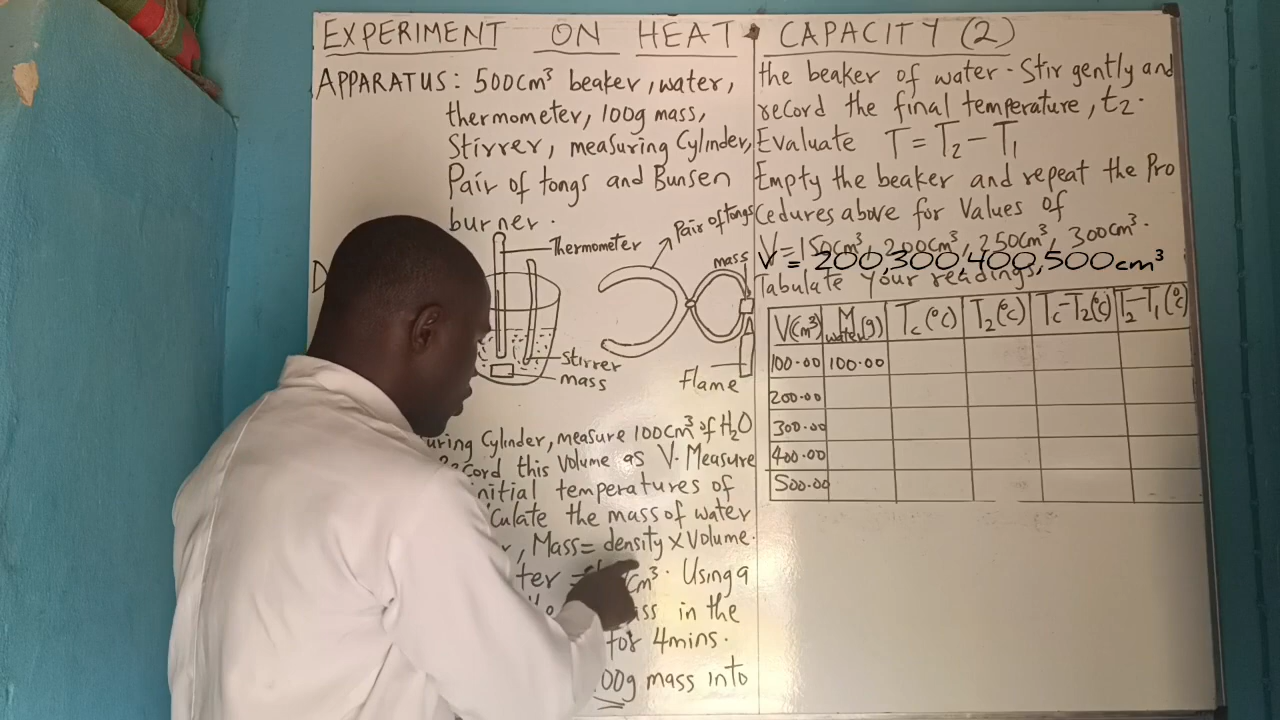 EXPERIMENT ON HEAT CAPACITY (2)
APPARATUS: 500cm³ beaker, water,
thermometer, 100g mass,
Stirrer, measuring Cylinder,
Pair of tongs and Bunsen
burner.
D
Thermometer
Stirrer
mass
Pair of tongs
mass
Flame
uring Cylinder, measure 100cm³ of H₂O
cord this Volume as V. Measure
nitial temperatures of
culate the mass of water
, Mass= density x Volume.
ter = cm³. Using a
ss in the
for 4mins.
00g mass into
the beaker of water. Stir gently and
record the final temperature, t₂.
Evaluate T = T₂ - T₁
Empty the beaker and repeat the Pro
cedures above for Values of
V=150cm³, 200cm³, 250cm³, 300cm³.
V = 200,300,400,500cm³
Tabulate your readings.
V(cm³) M water(g) Tc(°c) T₂(°c) Tc-T₂(°c) T₂-T₁(°c)
100.00 100.00
200.00
300.00
400.00
500.00